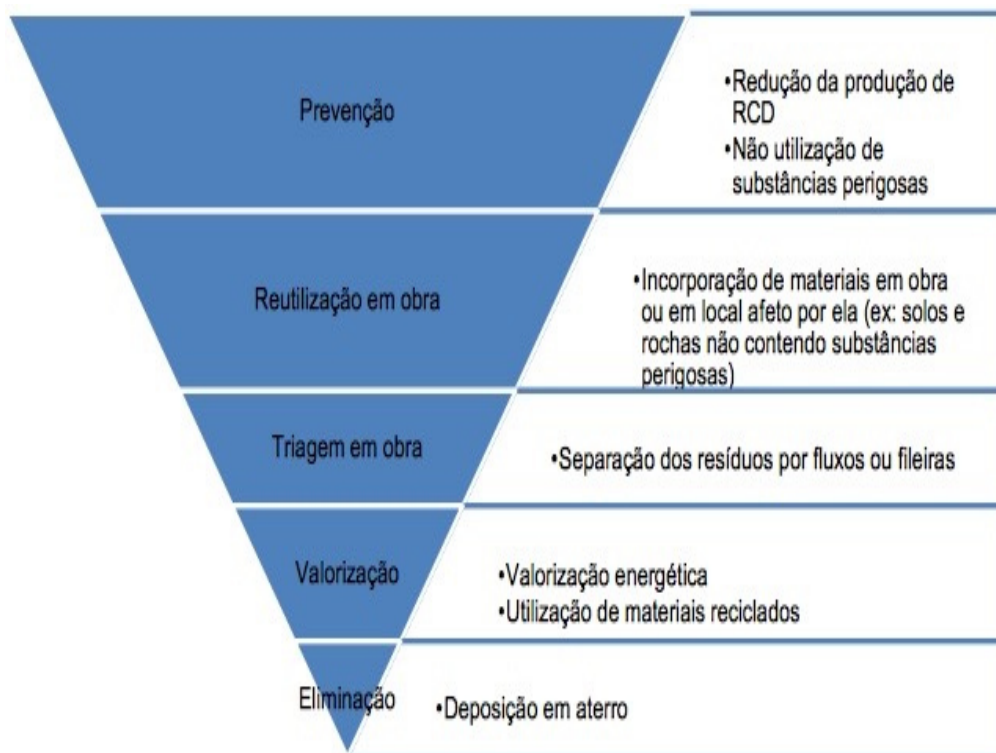 Prevenção
•Redução da produção de
RCD
•Não utilização de
substâncias perigosas
Reutilização em obra
•Incorporação de materiais em obra
ou em local afeto por ela (ex: solos e
rochas não contendo substâncias
perigosas)
Triagem em obra
•Separação dos resíduos por fluxos ou fileiras
Valorização
•Valorização energética
•Utilização de materiais reciclados
Eliminação
•Deposição em aterro